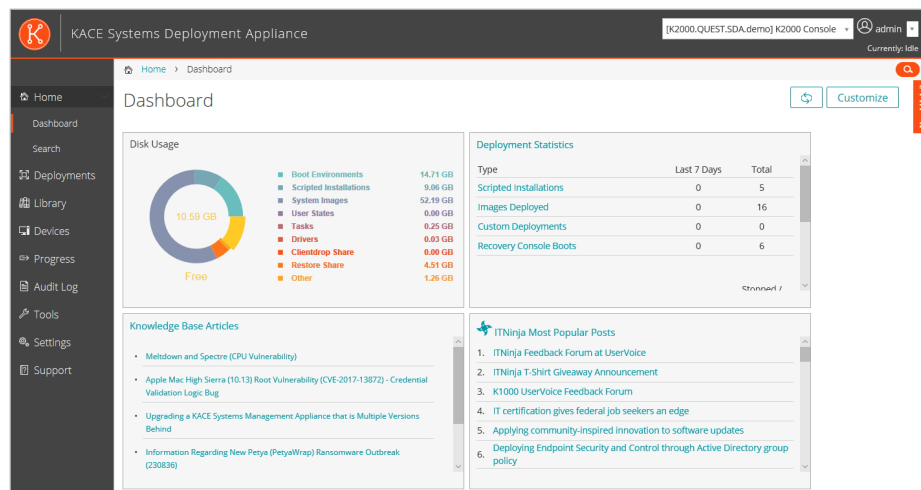 KACE Systems Deployment Appliance
[K2000.QUEST.SDA.demo] K2000 Console
admin
Currently: Idle
Home › Dashboard
Home
Dashboard
Search
Deployments
Library
Devices
Progress
Audit Log
Tools
Settings
Support
Dashboard
Customize
Disk Usage
10.59 GB
Free
Boot Environments 14.71 GB
Scripted Installations 9.06 GB
System Images 52.19 GB
User States 0.00 GB
Tasks 0.25 GB
Drivers 0.03 GB
Clientdrop Share 0.00 GB
Restore Share 4.51 GB
Other 1.26 GB
Deployment Statistics
Type Last 7 Days Total
Scripted Installations 0 5
Images Deployed 0 16
Custom Deployments 0 0
Recovery Console Boots 0 6
Stopped /
Knowledge Base Articles
• Meltdown and Spectre (CPU Vulnerability)
• Apple Mac High Sierra (10.13) Root Vulnerability (CVE-2017-13872) - Credential
Validation Logic Bug
• Upgrading a KACE Systems Management Appliance that is Multiple Versions
Behind
• Information Regarding New Petya (PetyaWrap) Ransomware Outbreak
(230836)
ITNinja Most Popular Posts
1. ITNinja Feedback Forum at UserVoice
2. ITNinja T-Shirt Giveaway Announcement
3. K1000 UserVoice Feedback Forum
4. IT certification gives federal job seekers an edge
5. Applying community-inspired innovation to software updates
6. Deploying Endpoint Security and Control through Active Directory group
policy